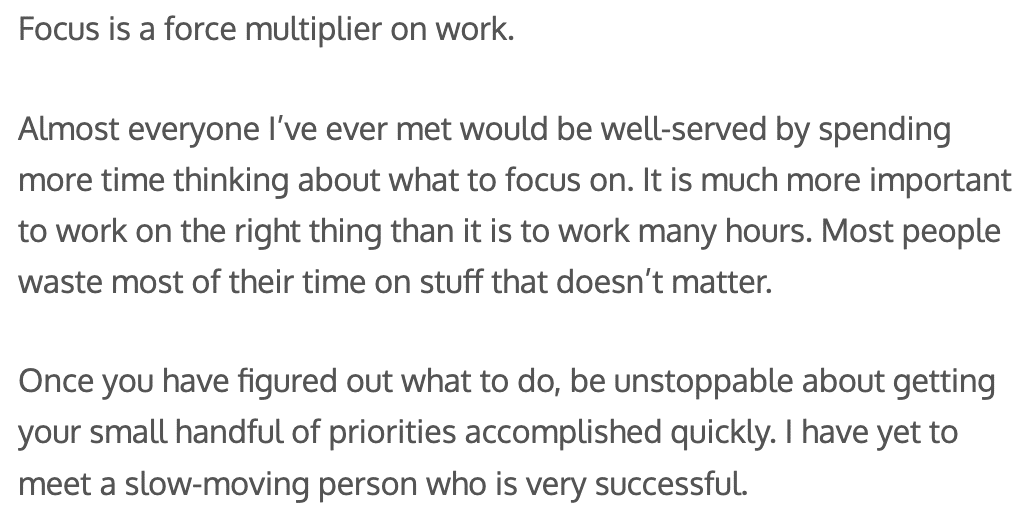 Focus is a force multiplier on work.
Almost everyone I’ve ever met would be well-served by spending
more time thinking about what to focus on. It is much more important
to work on the right thing than it is to work many hours. Most people
waste most of their time on stuff that doesn’t matter.
Once you have figured out what to do, be unstoppable about getting
your small handful of priorities accomplished quickly. I have yet to
meet a slow-moving person who is very successful.